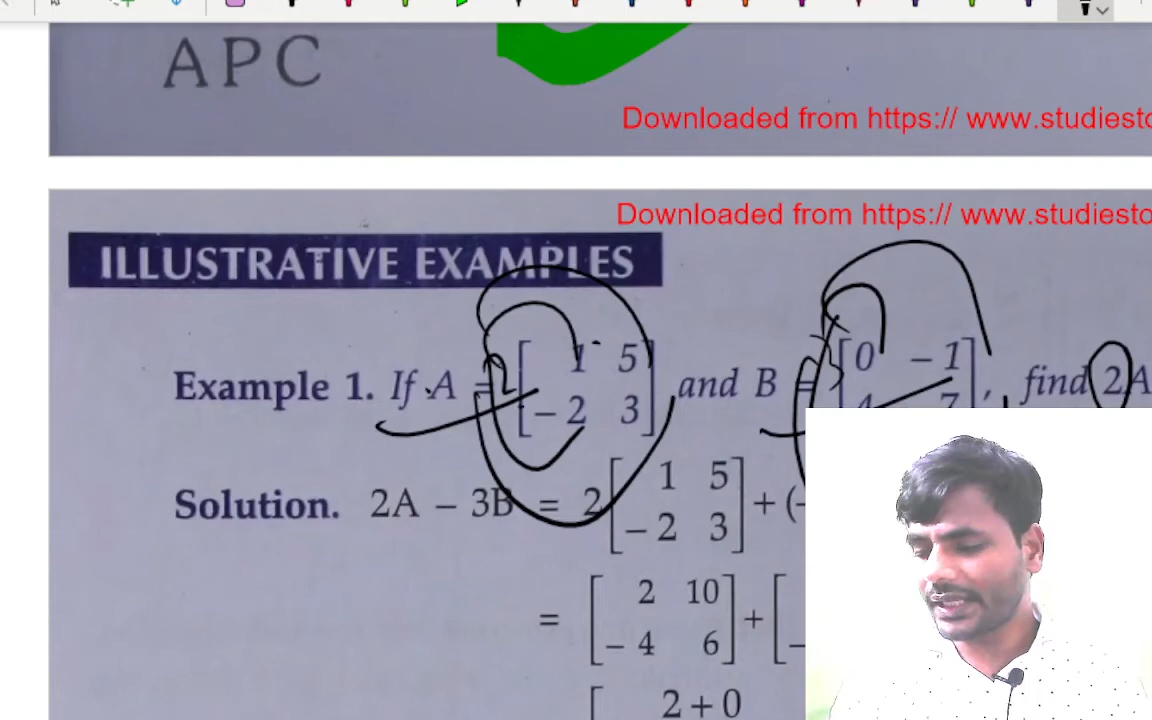 APC
Downloaded from https:// www.studiesto
Downloaded from https:// www.studiesto
ILLUSTRATIVE EXAMPLES
Example 1. If A = [ 1 5 and B = [ 0 - 1 ], find 2A
- 2 3 ] 7
Solution. 2A - 3B = 2 [ 1 5
- 2 3 ] + (-
= [ 2 10
- 4 6 ] + [ -
[ 2 + 0